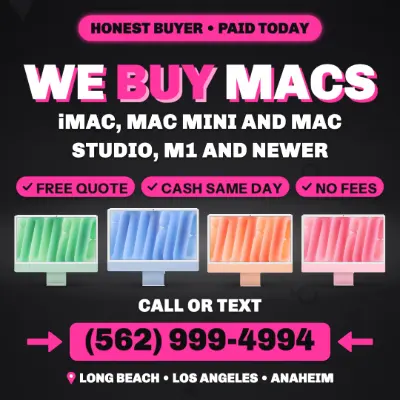 HONEST BUYER • PAID TODAY
WE BUY MACS
iMAC, MAC MINI AND MAC
STUDIO, M1 AND NEWER
✓ FREE QUOTE ✓ CASH SAME DAY ✓ NO FEES
CALL OR TEXT
(562) 999-4994
LONG BEACH • LOS ANGELES • ANAHEIM